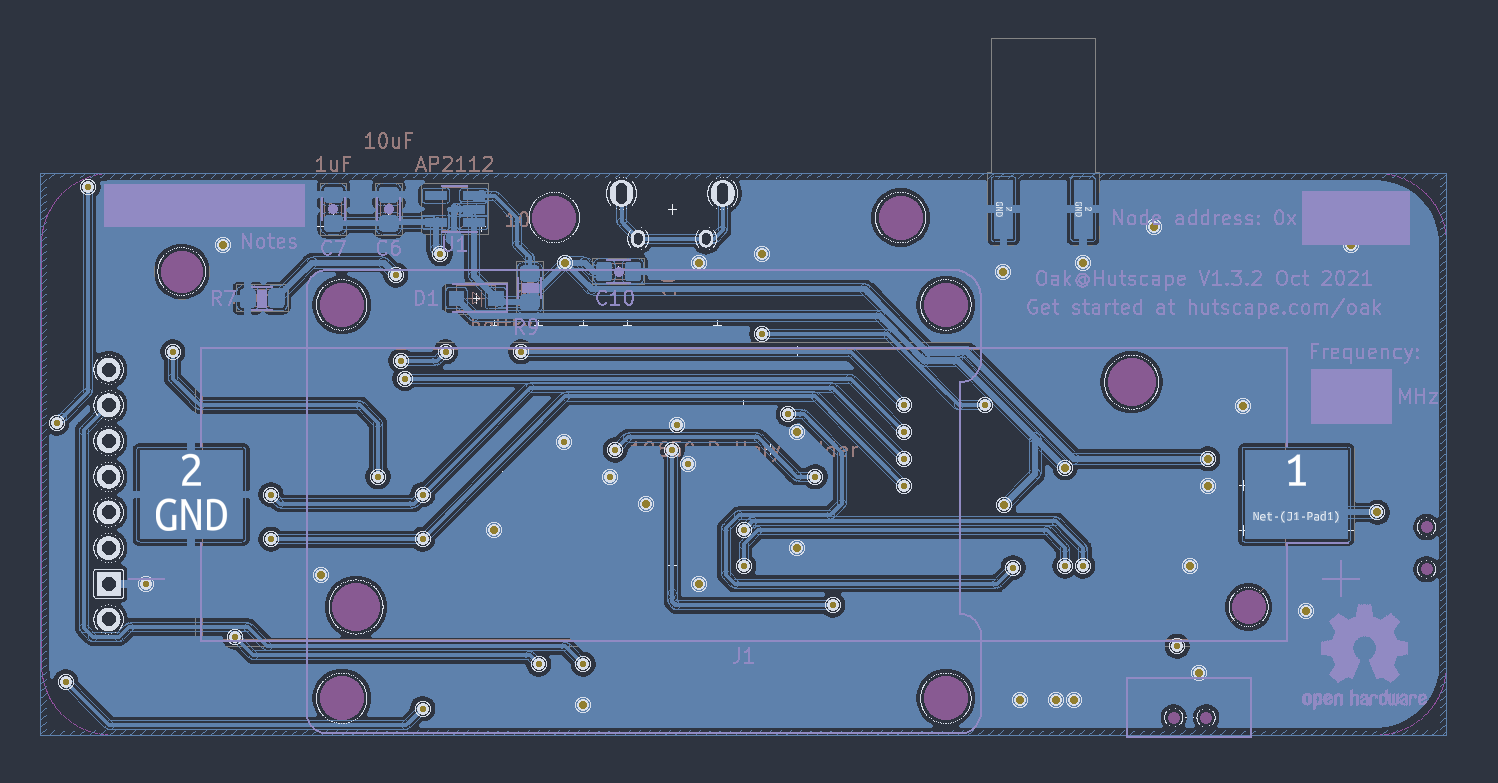 10uF
1uF
AP2112
10
GND
2
GND
2
Node address: 0x
Notes
C7
C6
U1
Oak@Hutscape V1.3.2 Oct 2021
R7
D1
C10
Get started at hutscape.com/oak
R9
Frequency:
MHz
2
GND
1
Net-(J1-Pad1)
J1
open hardware